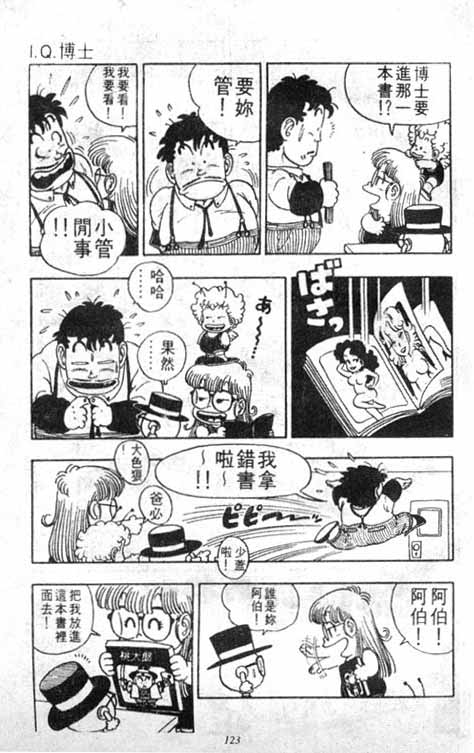 I.Q.博士
博士要
進那一
本書!?
要妳
管！
我要看！
我要看！
小管
閒事
!!
ばさっ
あ〜
哈哈
……
……
果然
我拿
錯書
啦～
～!!
ピピーッ
大色狼
！
爸必
少蓋
啦！
阿伯！
阿伯！
誰是妳
阿伯！
把我放進
這本書裡
面去！
123